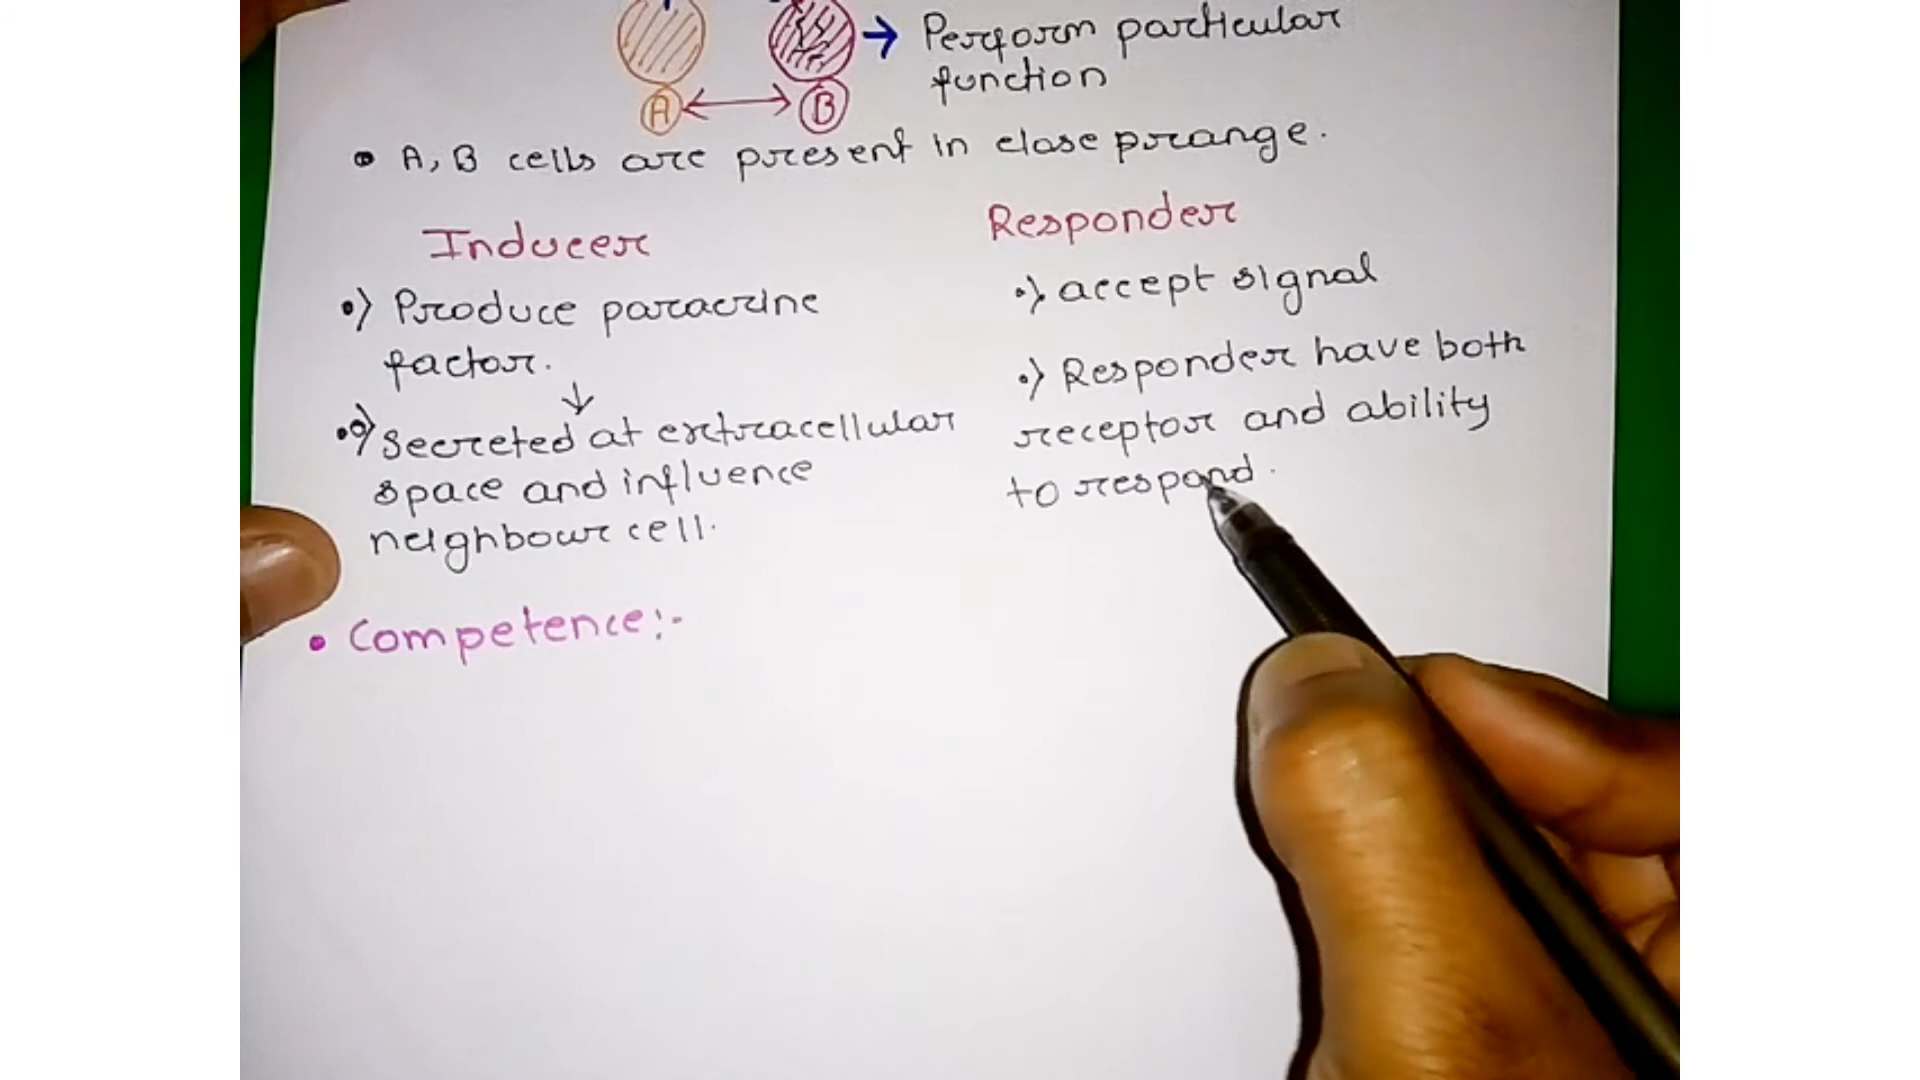 → Perform particular
function
A ↔ B
• A, B cells are present in close prange.
Inducer
•) Produce paracrine
factor.
↓
•) Secreted at extracellular
space and influence
neighbour cell.
Responder
•) accept signal
•) Responder have both
receptor and ability
to respond.
• Competence:-